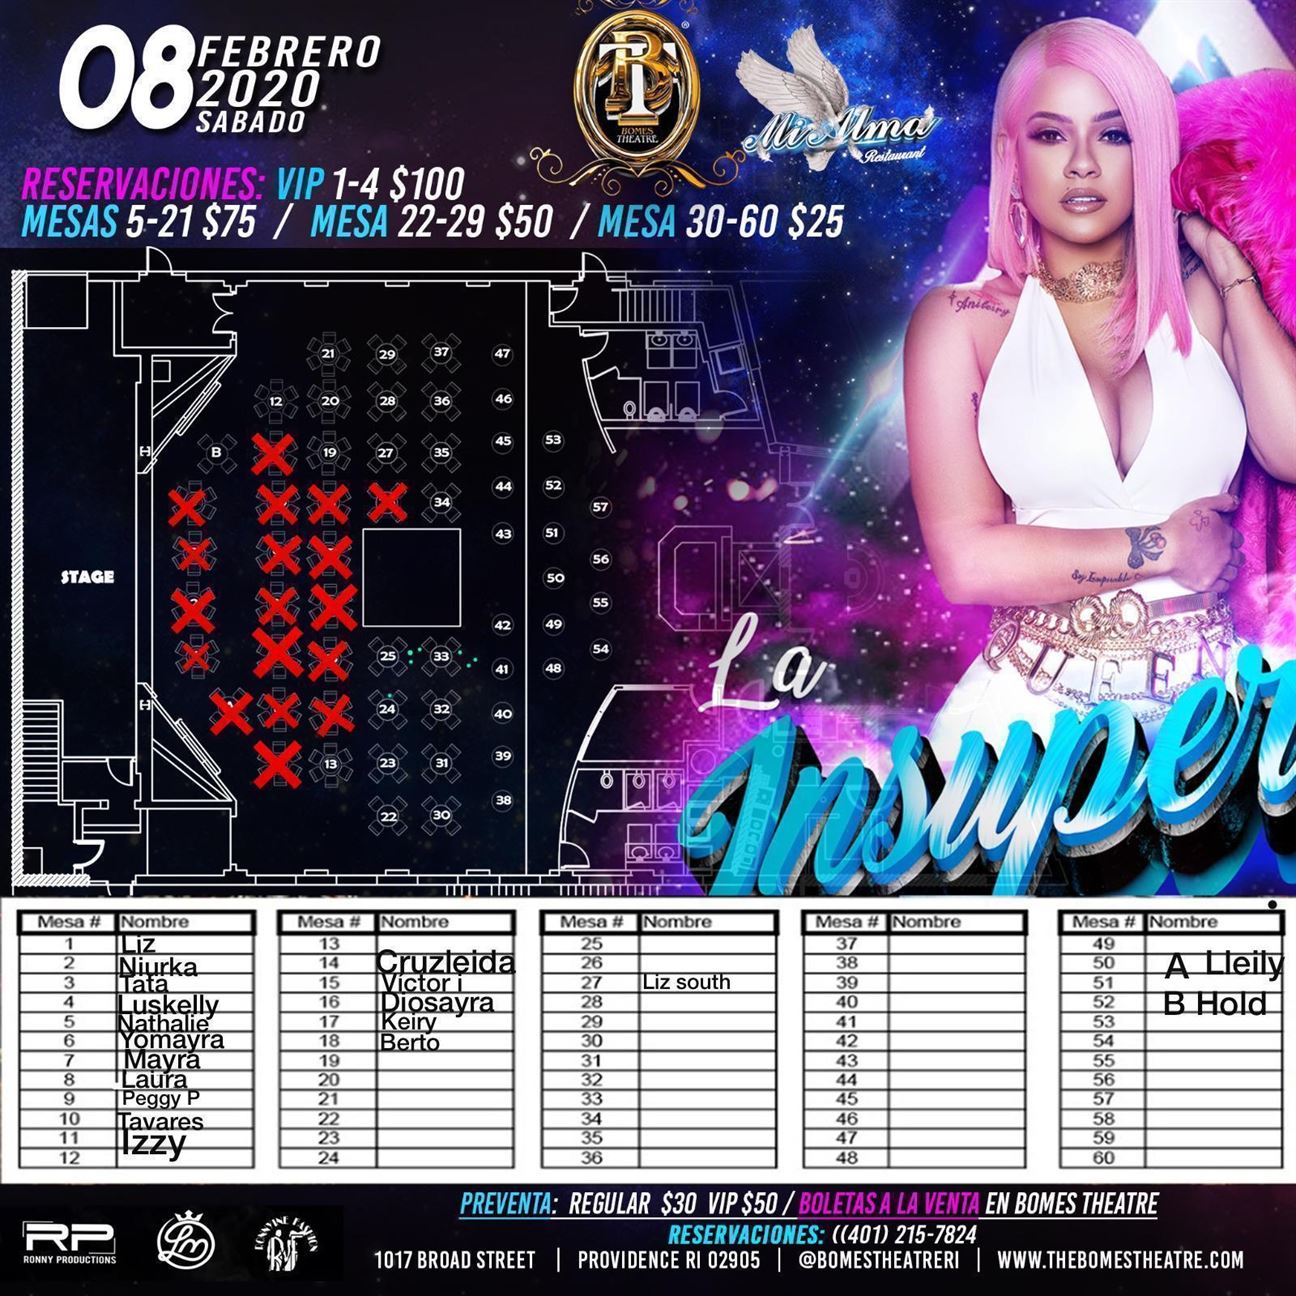 08 FEBRERO
2020
SABADO
BT
BOMES
THEATRE
Mi Alma
Restaurant
RESERVACIONES: VIP 1-4 $100
MESAS 5-21 $75 / MESA 22-29 $50 / MESA 30-60 $25
21 29 37 47
12 20 28 36 46
B 19 27 35 45 53
34 44 52
43 51 57
STAGE
50 56
42 49 55
25 33 41 48 54
24 32 40
13 23 31 39
22 30 38
QUEEN
La
Insuper
Mesa # Nombre Mesa # Nombre Mesa # Nombre Mesa # Nombre Mesa # Nombre
1 Liz 13 25 37 49
2 Niurka 14 Cruzleida 26 38 50 A Lleily
3 Tata 15 Victor i 27 Liz south 39 51
4 Luskelly 16 Diosayra 28 40 52 B Hold
5 Nathalie 17 Keiry 29 41 53
6 Yomayra 18 Berto 30 42 54
7 Mayra 19 31 43 55
8 Laura 20 32 44 56
9 Peggy P 21 33 45 57
10 Tavares 22 34 46 58
11 Izzy 23 35 47 59
12 24 36 48 60
PREVENTA: REGULAR $30 VIP $50 / BOLETAS A LA VENTA EN BOMES THEATRE
RESERVACIONES: ((401) 215-7824
RP
RONNY PRODUCTIONS
1017 BROAD STREET | PROVIDENCE RI 02905 | @BOMESTHEATRERI | WWW.THEBOMESTHEATRE.COM